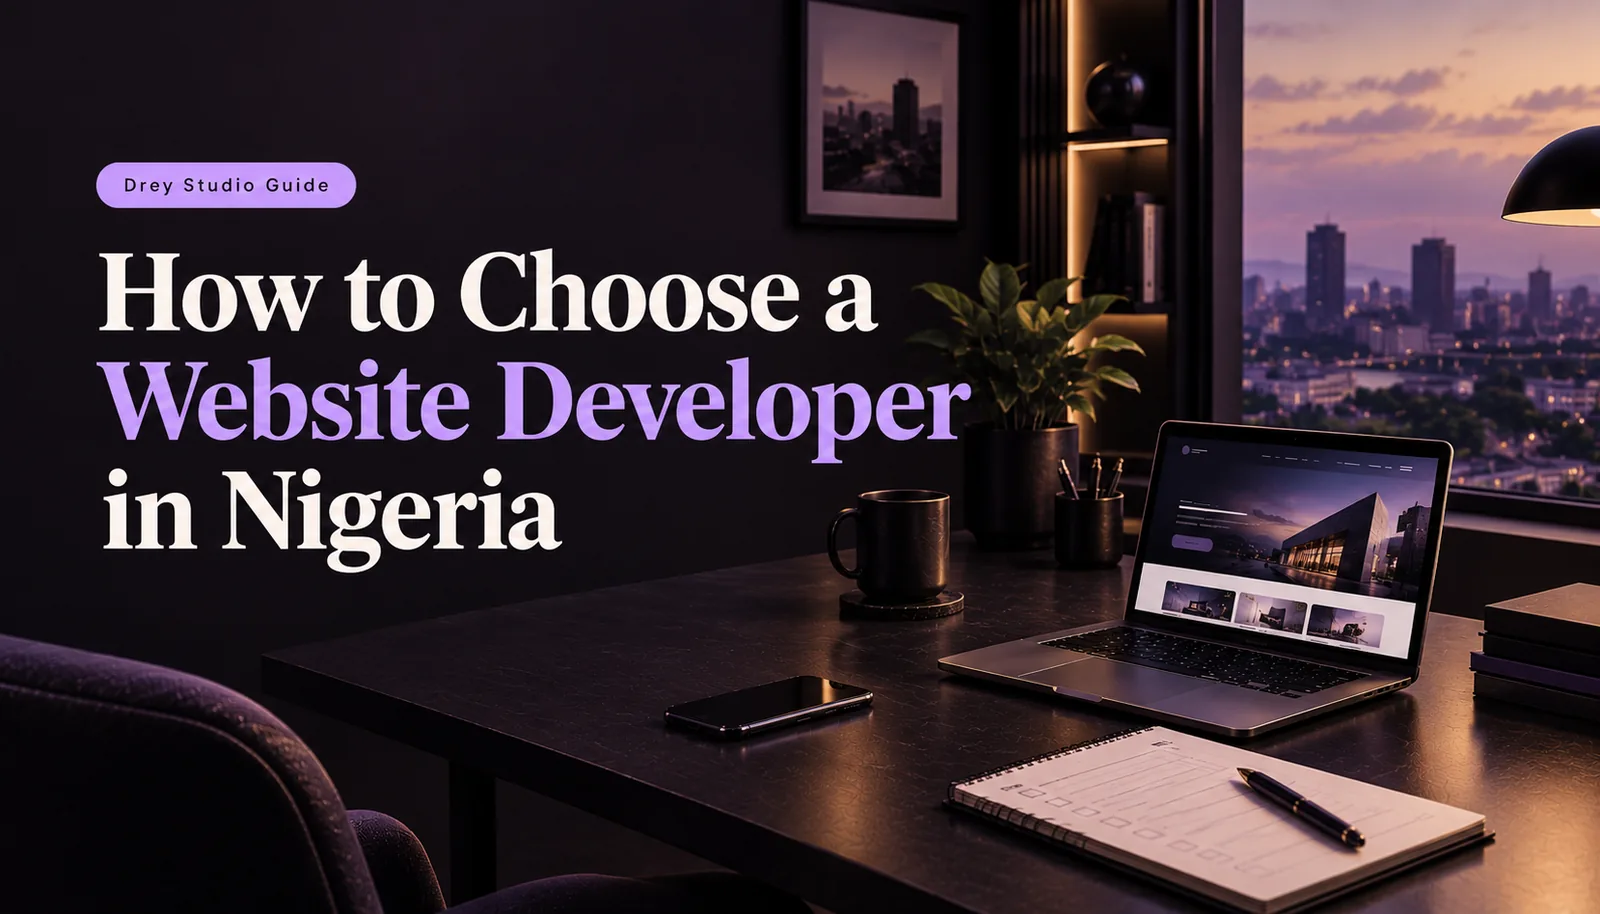 Drey Studio Guide
How to Choose a
Website Developer
in Nigeria